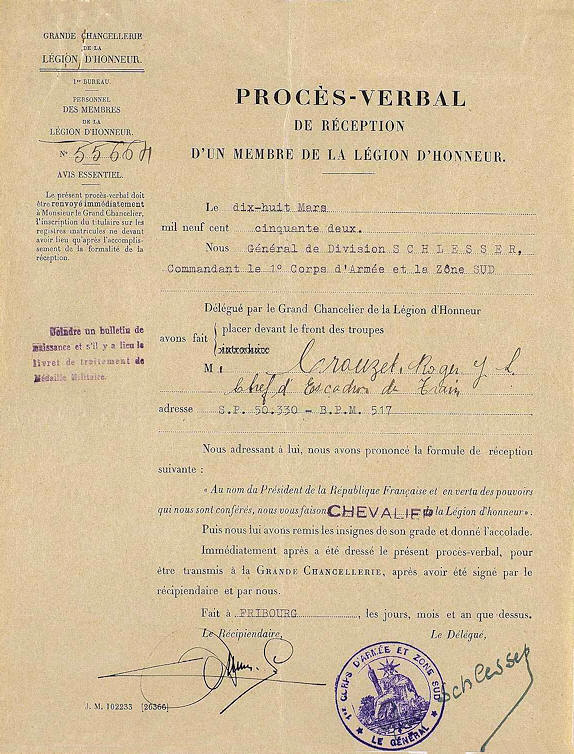 GRANDE CHANCELLERIE
DE LA
LÉGION D'HONNEUR.
1er BUREAU.
PERSONNEL
DES MEMBRES
DE LA
LÉGION D'HONNEUR.
N° 55664
AVIS ESSENTIEL.
Le présent procès-verbal doit
être renvoyé immédiatement
à Monsieur le Grand Chancelier,
l'inscription du titulaire sur les
registres matricules ne devant
avoir lieu qu'après l'accomplis-
sement de la formalité de la
réception.
Joindre un bulletin de
naissance et s'il y a lieu le
livret de traitement de
Médaille Militaire.
PROCÈS-VERBAL
DE RÉCEPTION
D'UN MEMBRE DE LA LÉGION D'HONNEUR.
Le dix-huit Mars
mil neuf cent cinquante deux.
Nous Général de Division SCHLESSER,
Commandant le 1° Corps d'Armée et la Zône SUD
Délégué par le Grand Chancelier de la Légion d'Honneur
avons fait placer devant le front des troupes
introduire
M Crouzet, Roger J. L.
Chef d'Escadron du Train
adresse S.P. 50.330 - B.P.M. 517
Nous adressant à lui, nous avons prononcé la formule de réception
suivante :
« Au nom du Président de la République Française et en vertu des pouvoirs
qui nous sont conférés, nous vous faisons CHEVALIER de la Légion d'honneur ».
Puis nous lui avons remis les insignes de son grade et donné l'accolade.
Immédiatement après a été dressé le présent procès-verbal, pour
être transmis à la GRANDE CHANCELLERIE, après avoir été signé par le
récipiendaire et par nous.
Fait à FRIBOURG, les jours, mois et an que dessus.
Le Récipiendaire,
Le Délégué,
Schlesser
1er CORPS D'ARMÉE ET ZONE SUD
★ LE GÉNÉRAL ★
J. M. 102233 [26366]